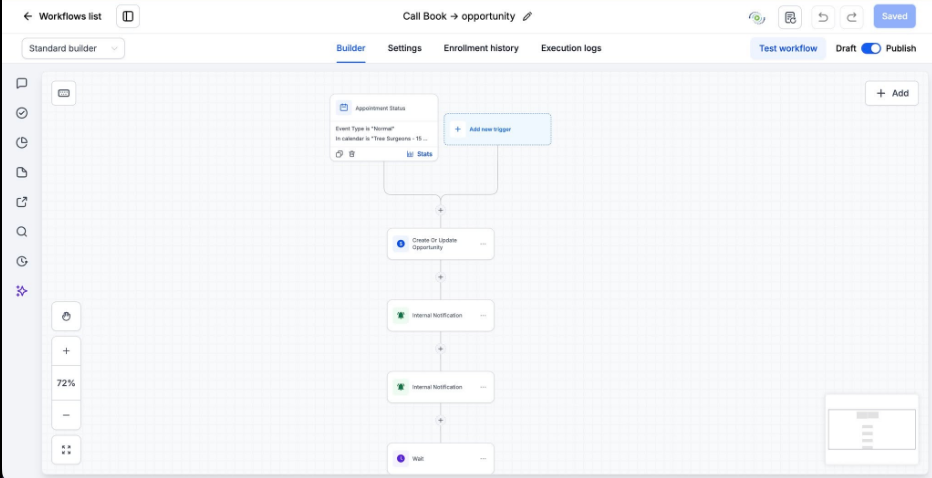 Workflows list
Call Book → opportunity
Saved
Standard builder
Builder
Settings
Enrollment history
Execution logs
Test workflow
Draft
Publish
Add
Appointment Status
Event Type is "Normal"
In calendar is "Tree Surgeons - 15 ...
Stats
Add new trigger
Create Or Update
Opportunity
Internal Notification
Internal Notification
Wait
72%